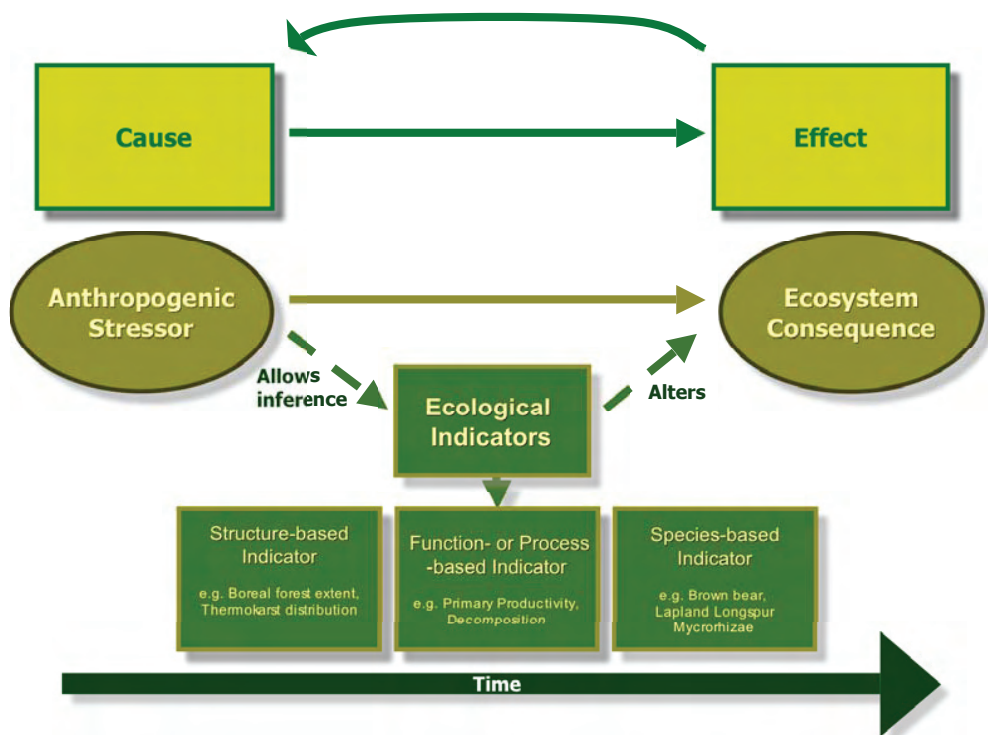 Cause
Effect
Anthropogenic
Stressor
Ecosystem
Consequence
Allows
inference
Alters
Ecological
Indicators
Structure-based
Indicator
e.g. Boreal forest extent,
Thermokarst distribution
Function- or Process
-based Indicator
e.g. Primary Productivity,
Decomposition
Species-based
Indicator
e.g. Brown bear,
Lapland Longspur
Mycrorhizae
Time